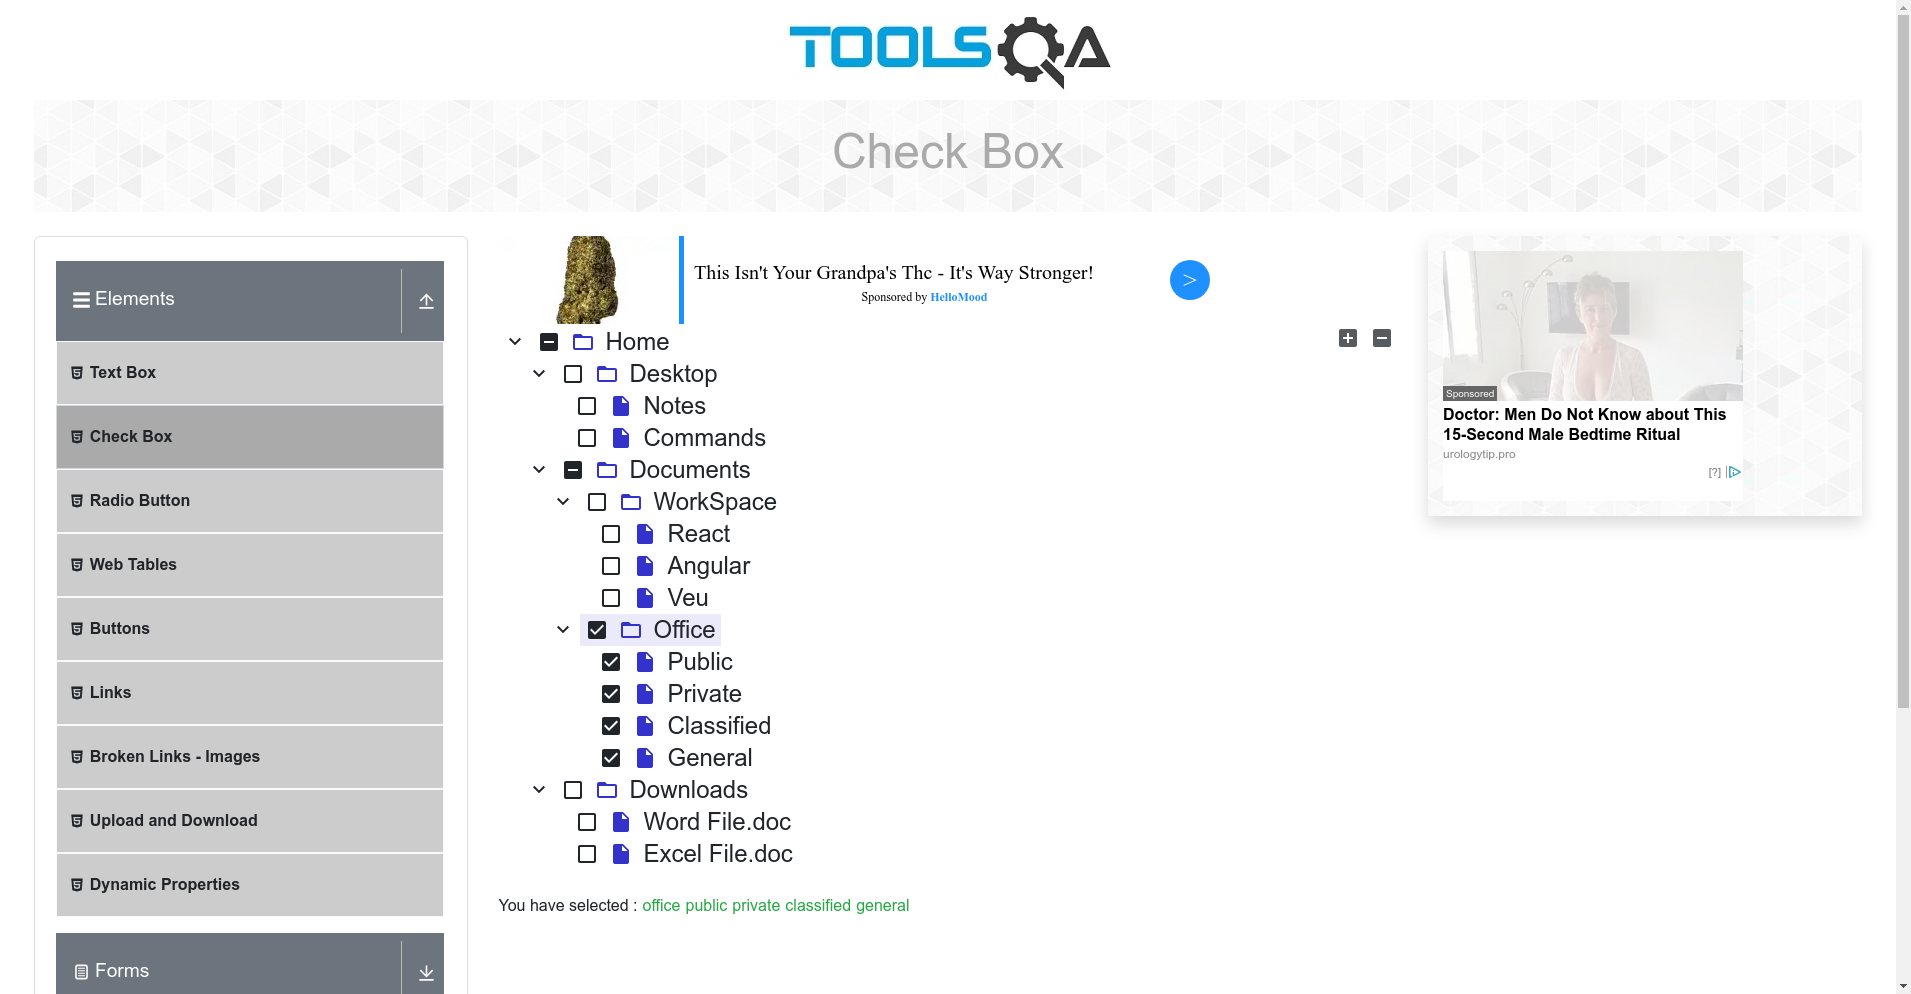 TOOLSQA
Check Box
Elements
Text Box
Check Box
Radio Button
Web Tables
Buttons
Links
Broken Links - Images
Upload and Download
Dynamic Properties
Forms
This Isn't Your Grandpa's Thc - It's Way Stronger!
Sponsored by HelloMood
>
Home
Desktop
Notes
Commands
Documents
WorkSpace
React
Angular
Veu
Office
Public
Private
Classified
General
Downloads
Word File.doc
Excel File.doc
You have selected : office public private classified general
Sponsored
Doctor: Men Do Not Know about This
15-Second Male Bedtime Ritual
urologytip.pro
[?]